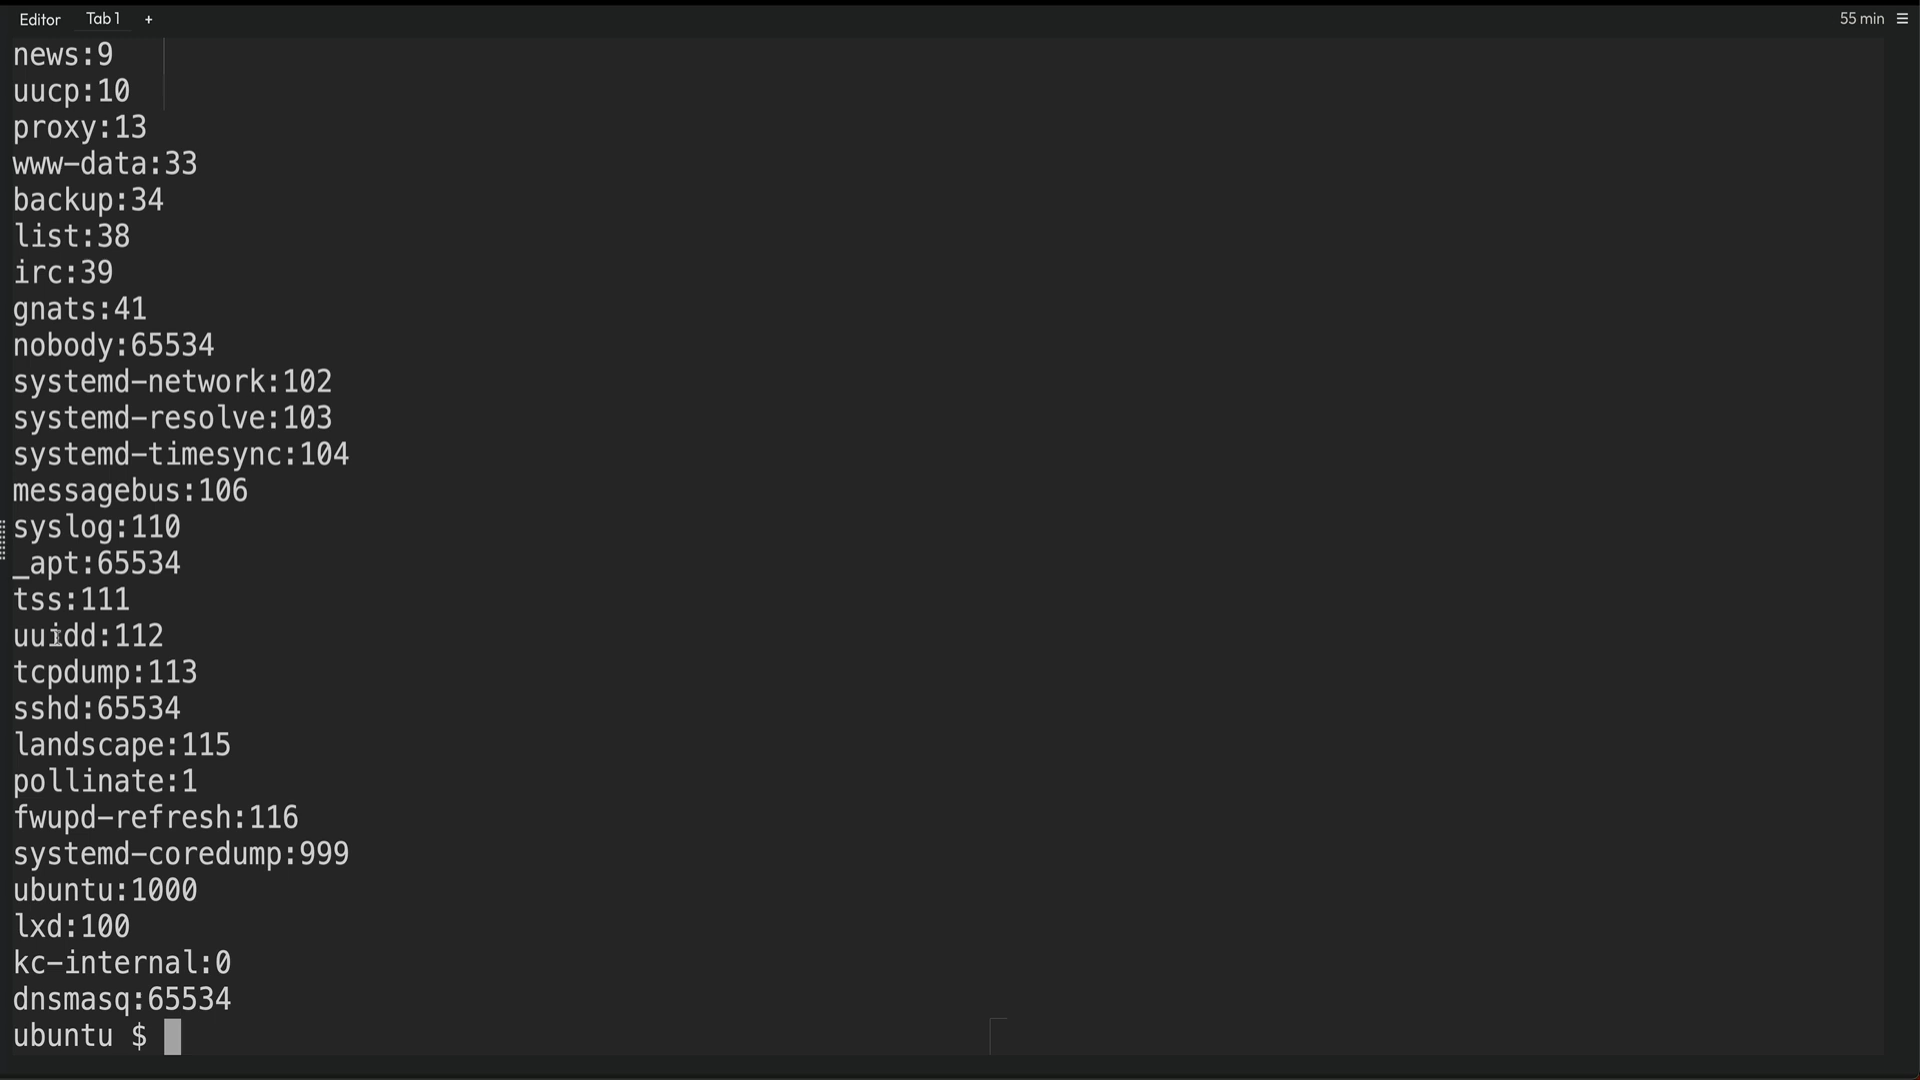 Editor Tab 1 + 55 min
news:9
uucp:10
proxy:13
www-data:33
backup:34
list:38
irc:39
gnats:41
nobody:65534
systemd-network:102
systemd-resolve:103
systemd-timesync:104
messagebus:106
syslog:110
_apt:65534
tss:111
uuidd:112
tcpdump:113
sshd:65534
landscape:115
pollinate:1
fwupd-refresh:116
systemd-coredump:999
ubuntu:1000
lxd:100
kc-internal:0
dnsmasq:65534
ubuntu $